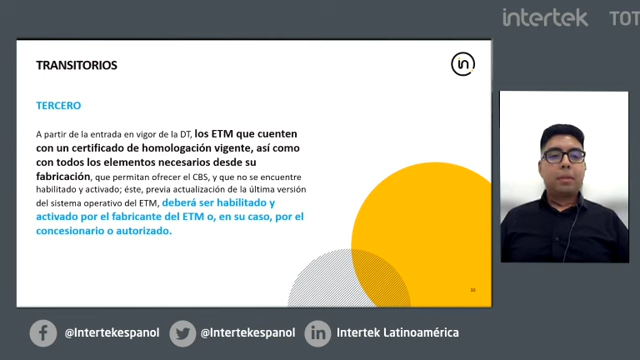 intertek
TOT
TRANSITORIOS
in
TERCERO
A partir de la entrada en vigor de la DT, los ETM que cuenten
con un certificado de homologación vigente, así como
con todos los elementos necesarios desde su
fabricación, que permitan ofrecer el CBS, y que no se encuentre
habilitado y activado; éste, previa actualización de la última versión
del sistema operativo del ETM, deberá ser habilitado y
activado por el fabricante del ETM o, en su caso, por el
concesionario o autorizado.
@Intertekespanol
@Intertekespanol
in
Intertek Latinoamérica